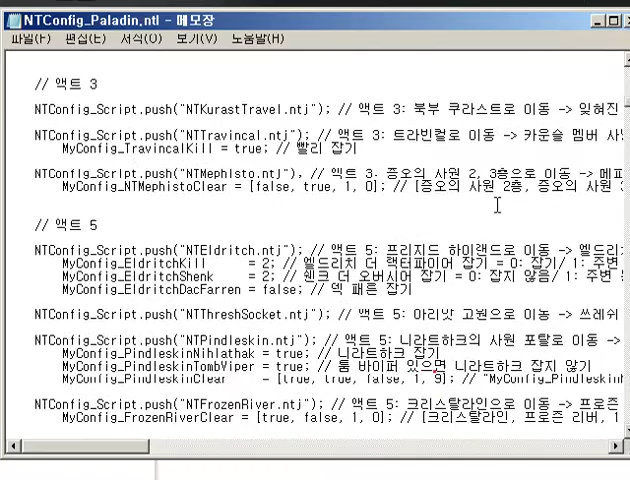 NTConfig_Paladin.ntl - 메모장
파일(F) 편집(E) 서식(O) 보기(V) 도움말(H)
// 액트 3
NTConfig_Script.push("NTKurastTravel.ntj"); // 액트 3: 북부 쿠라스트로 이동 -> 잊혀진
NTConfig_Script.push("NTTravincal.ntj"); // 액트 3: 트라빈컬로 이동 -> 카운슬 멤버 사
MyConfig_TravincalKill = true; // 빨리 잡기
NTConfig_Script.push("NTMephisto.ntj"); // 액트 3: 증오의 사원 2, 3층으로 이동 -> 메피
MyConfig_NTMephistoClear = [false, true, 1, 0]; // [증오의 사원 2층, 증오의 사원 3
// 액트 5
NTConfig_Script.push("NTEldritch.ntj"); // 액트 5: 프리지드 하이랜드로 이동 -> 엘드리기
MyConfig_EldritchKill = 2; // 엘드리치 더 랙터파이어 잡기 = 0: 잡기/ 1: 주변
MyConfig_EldritchShenk = 2; // 웬크 더 오버시어 잡기 = 0: 잡지 않음/ 1: 주변
MyConfig_EldritchDacFarren = false; // 덱 패른 잡기
NTConfig_Script.push("NTThreshSocket.ntj"); // 액트 5: 아리앗 고원으로 이동 -> 쓰레쉬
NTConfig_Script.push("NTPindleskin.ntj"); // 액트 5: 니라트하크의 사원 포탈로 이동 ->
MyConfig_PindleskinNihlathak = true; // 니라트하크 잡기
MyConfig_PindleskinTombViper = true; // 툼 바이퍼 있으면 니라트하크 잡지 않기
MyConfig_PindleskinClear = [true, true, false, 1, 9]; // "MyConfig_Pindleskin
NTConfig_Script.push("NTFrozenRiver.ntj"); // 액트 5: 크리스탈라인으로 이동 -> 프로즌
MyConfig_FrozenRiverClear = [true, false, 1, 0]; // [크리스탈라인, 프로즌 리버, 1